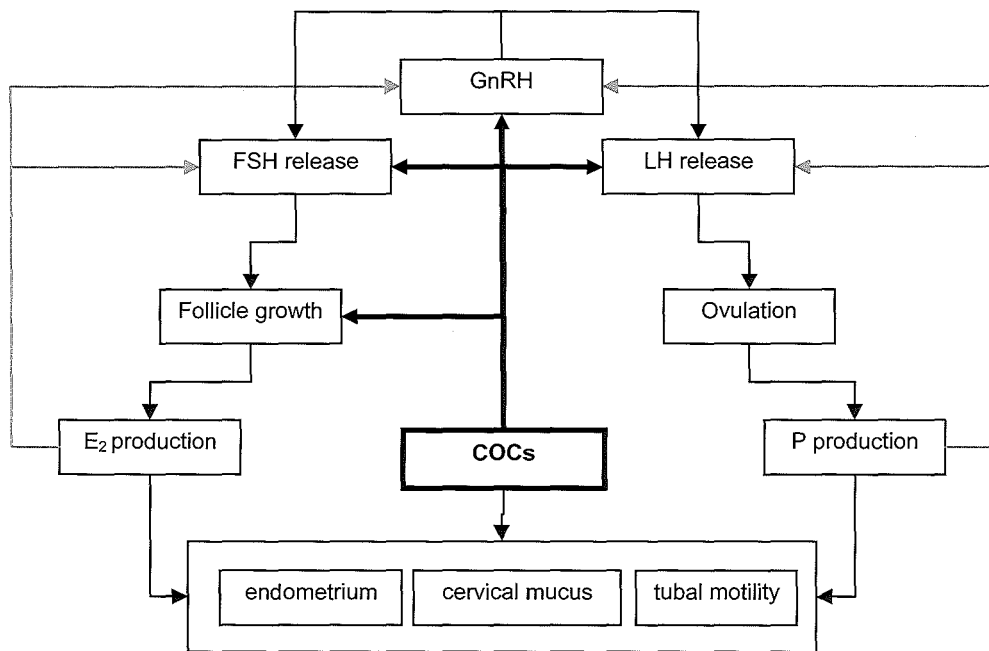 GnRH
FSH release
LH release
Follicle growth
Ovulation
E₂ production
COCs
P production
endometrium
cervical mucus
tubal motility